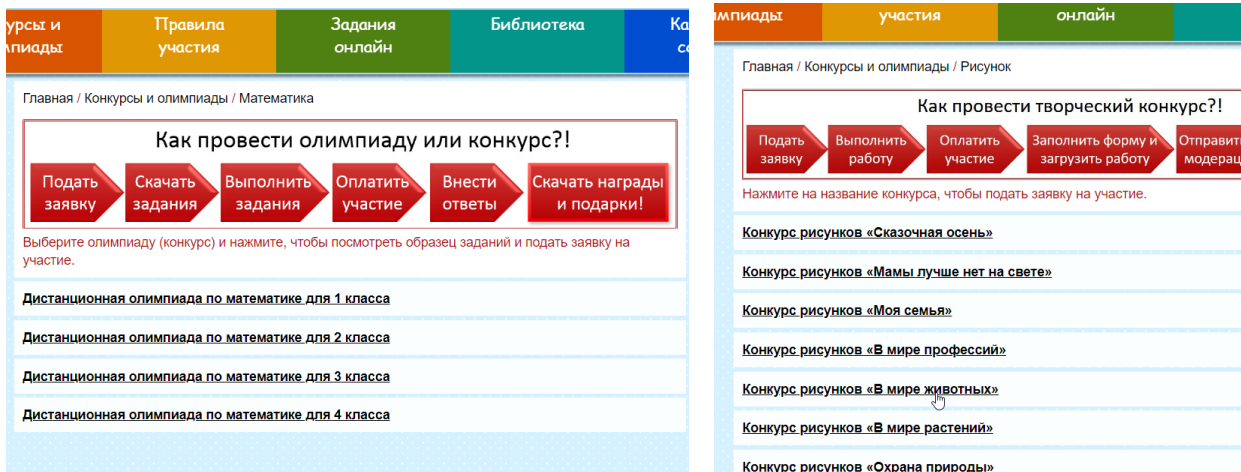 Правила
участия
Задания
онлайн
Библиотека
Главная / Конкурсы и олимпиады / Математика
Как провести олимпиаду или конкурс?!
Подать
заявку
Скачать
задания
Выполнить
задания
Оплатить
участие
Внести
ответы
Скачать награды
и подарки!
Выберите олимпиаду (конкурс) и нажмите, чтобы посмотреть образец заданий и подать заявку на
участие.
Дистанционная олимпиада по математике для 1 класса
Дистанционная олимпиада по математике для 2 класса
Дистанционная олимпиада по математике для 3 класса
Дистанционная олимпиада по математике для 4 класса
участия
онлайн
Главная / Конкурсы и олимпиады / Рисунок
Как провести творческий конкурс?!
Подать
заявку
Выполнить
работу
Оплатить
участие
Заполнить форму и
загрузить работу
Нажмите на название конкурса, чтобы подать заявку на участие.
Конкурс рисунков «Сказочная осень»
Конкурс рисунков «Мамы лучше нет на свете»
Конкурс рисунков «Моя семья»
Конкурс рисунков «В мире профессий»
Конкурс рисунков «В мире животных»
Конкурс рисунков «В мире растений»
Конкурс рисунков «Охрана природы»